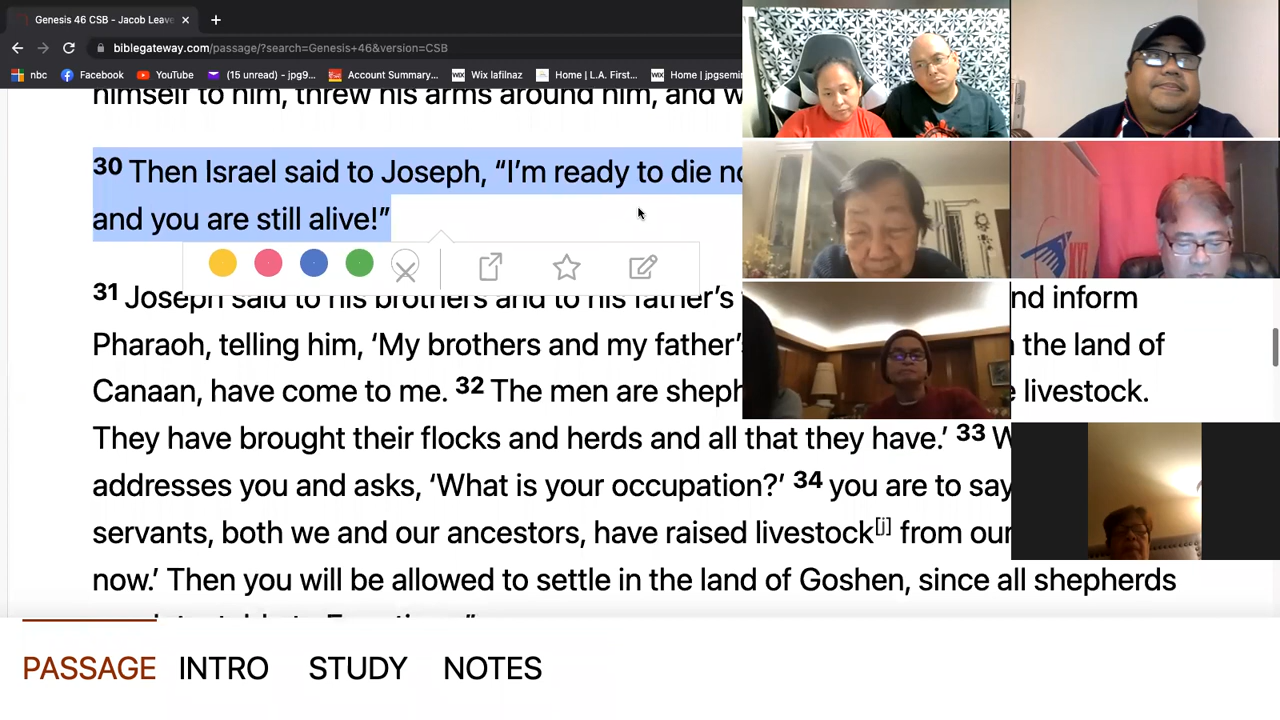 Genesis 46 CSB - Jacob Leave
biblegateway.com/passage/?search=Genesis+46&version=CSB
nbc Facebook YouTube (15 unread) - jpg9... Account Summary... Wix lafilnaz Home | L.A. First... Home | jpgsemi
himself to him, threw his arms around him, and w
30 Then Israel said to Joseph, “I’m ready to die
and you are still alive!”
31 Joseph said to his brothers and to his father’s nd inform
Pharaoh, telling him, ‘My brothers and my father’s the land of
Canaan, have come to me. 32 The men are livestock.
They have brought their flocks and herds and all that they have.’ 33
addresses you and asks, ‘What is your occupation?’ 34 you are to say
servants, both we and our ancestors, have raised livestock[j] from our
now.’ Then you will be allowed to settle in the land of Goshen, since all shepherds
PASSAGE INTRO STUDY NOTES